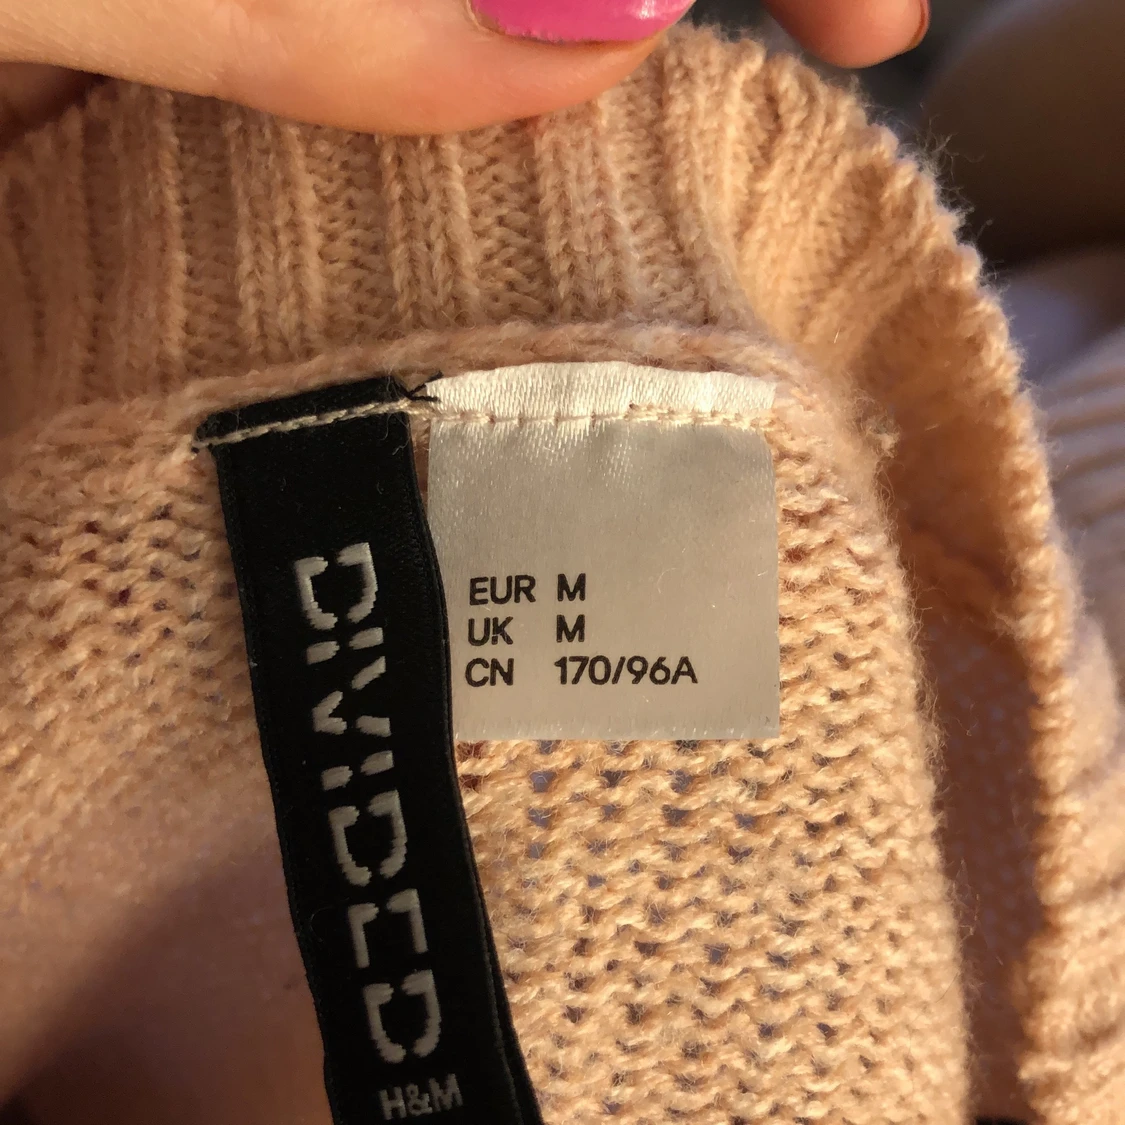 DIVIDED
H&M
EUR M
UK M
CN 170/96A